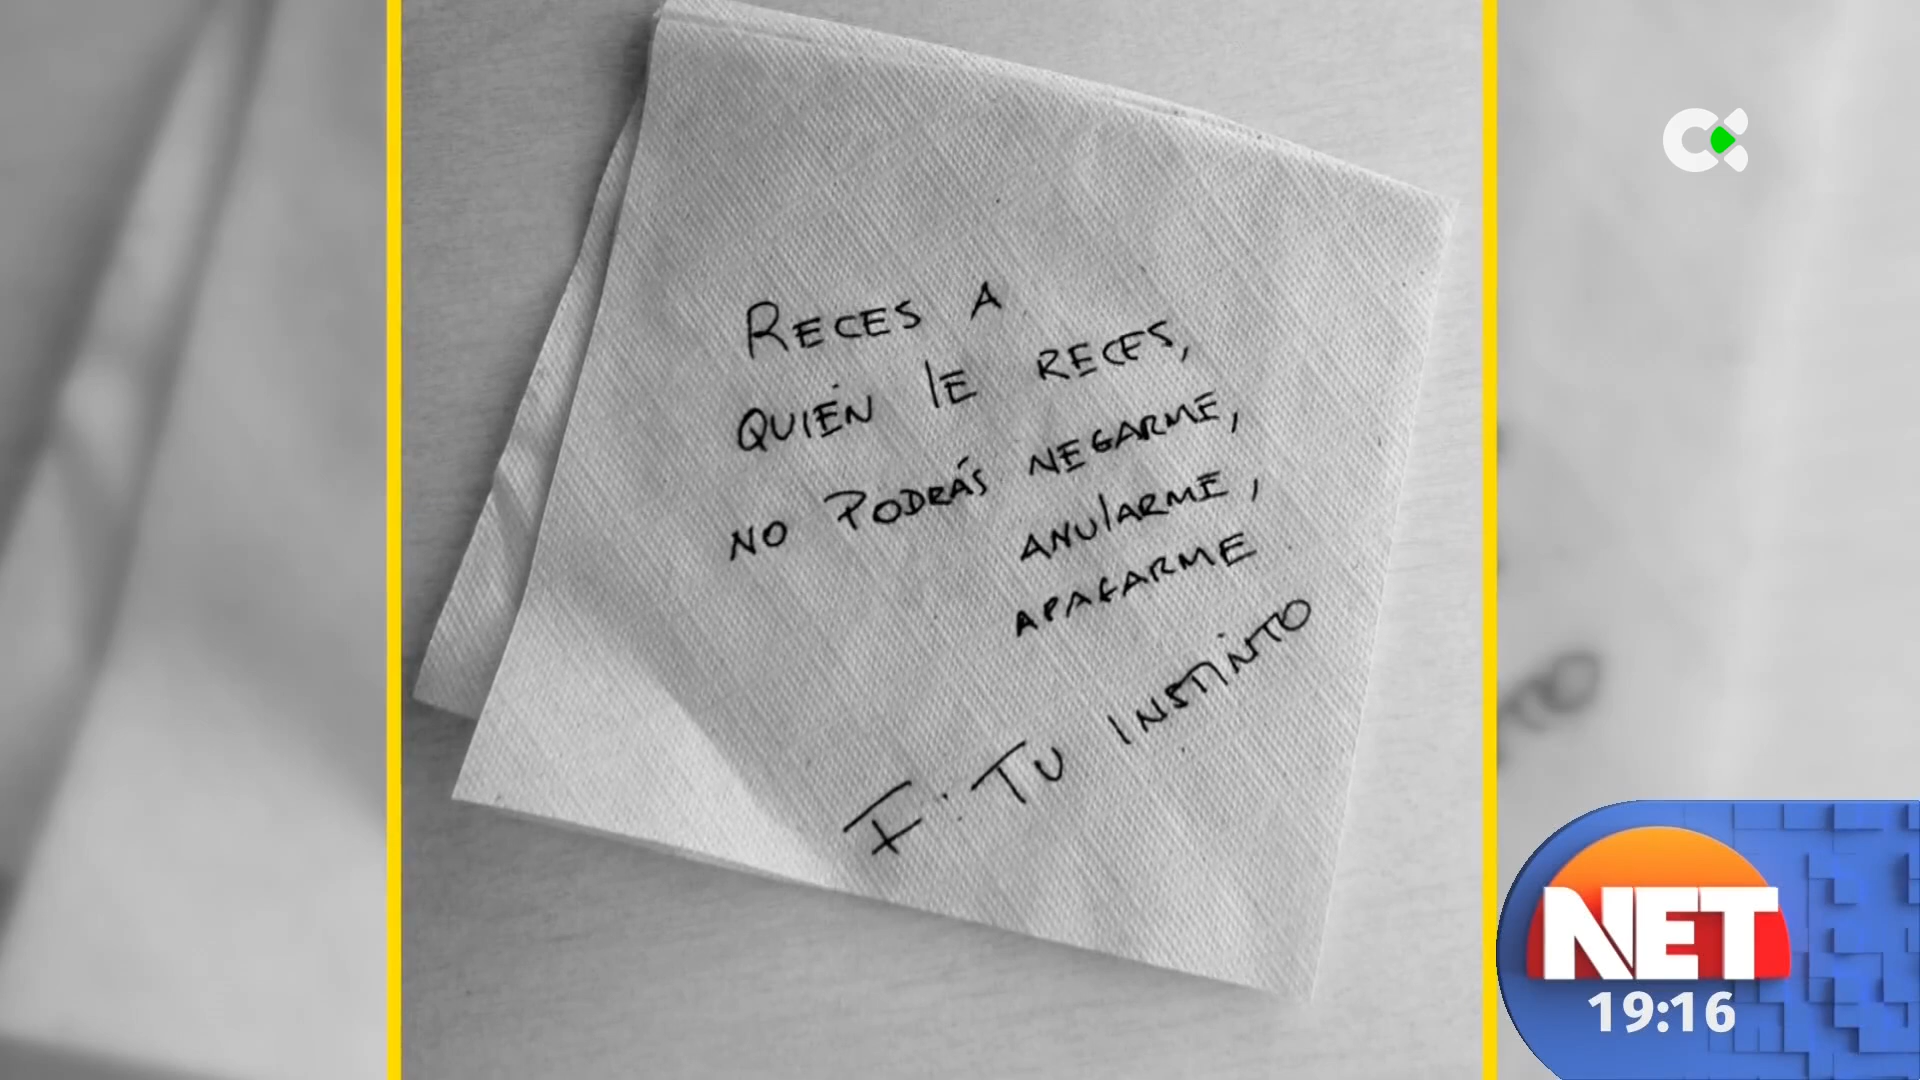 RECES A
QUIÉN lE RECES,
NO PODRÁS NEGARME,
ANUlARME,
APAGARME
F: TU INSTINTO
NET
19:16